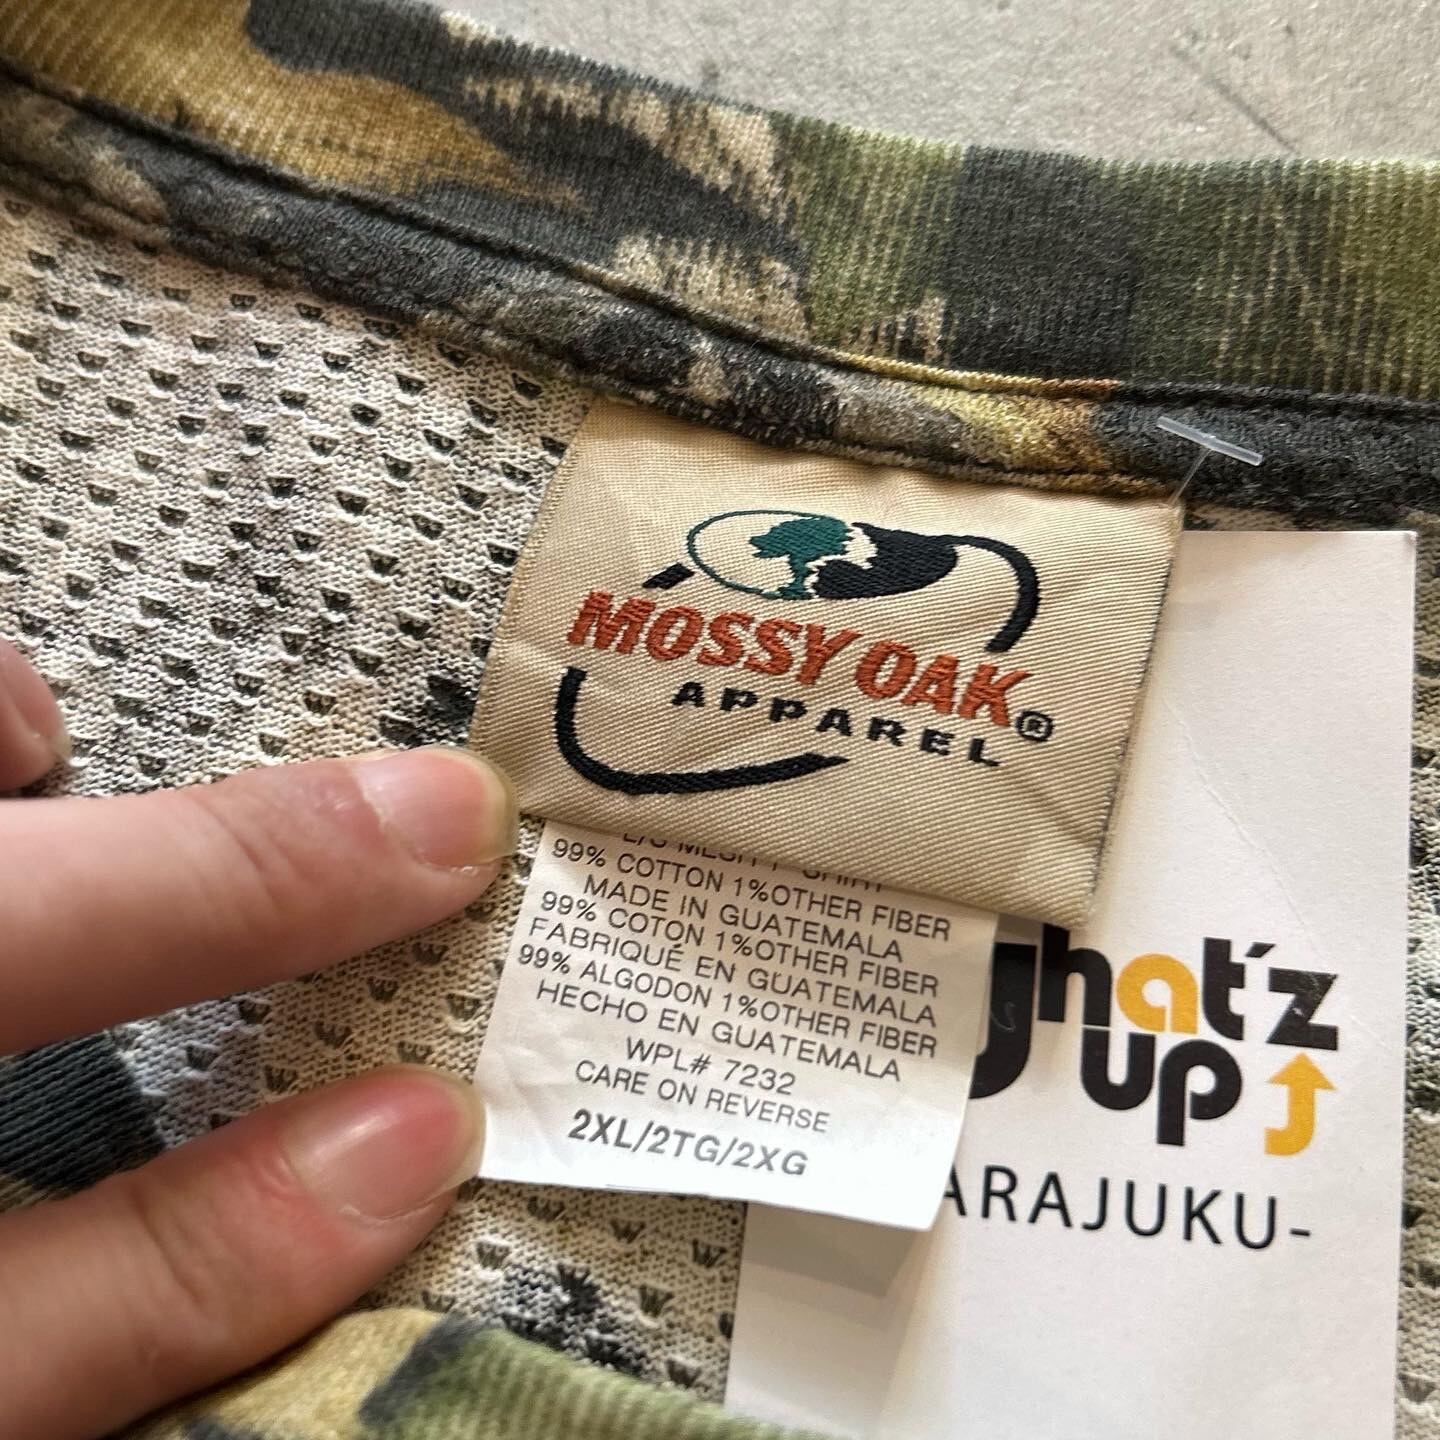 MOSSY OAK®
APPAREL
L/S MESH T-SHIRT
99% COTTON 1%OTHER FIBER
MADE IN GUATEMALA
99% COTON 1%OTHER FIBER
FABRIQUÉ EN GUATEMALA
99% ALGODON 1%OTHER FIBER
HECHO EN GUATEMALA
WPL# 7232
CARE ON REVERSE
2XL/2TG/2XG
hat'z
up
ARAJUKU-